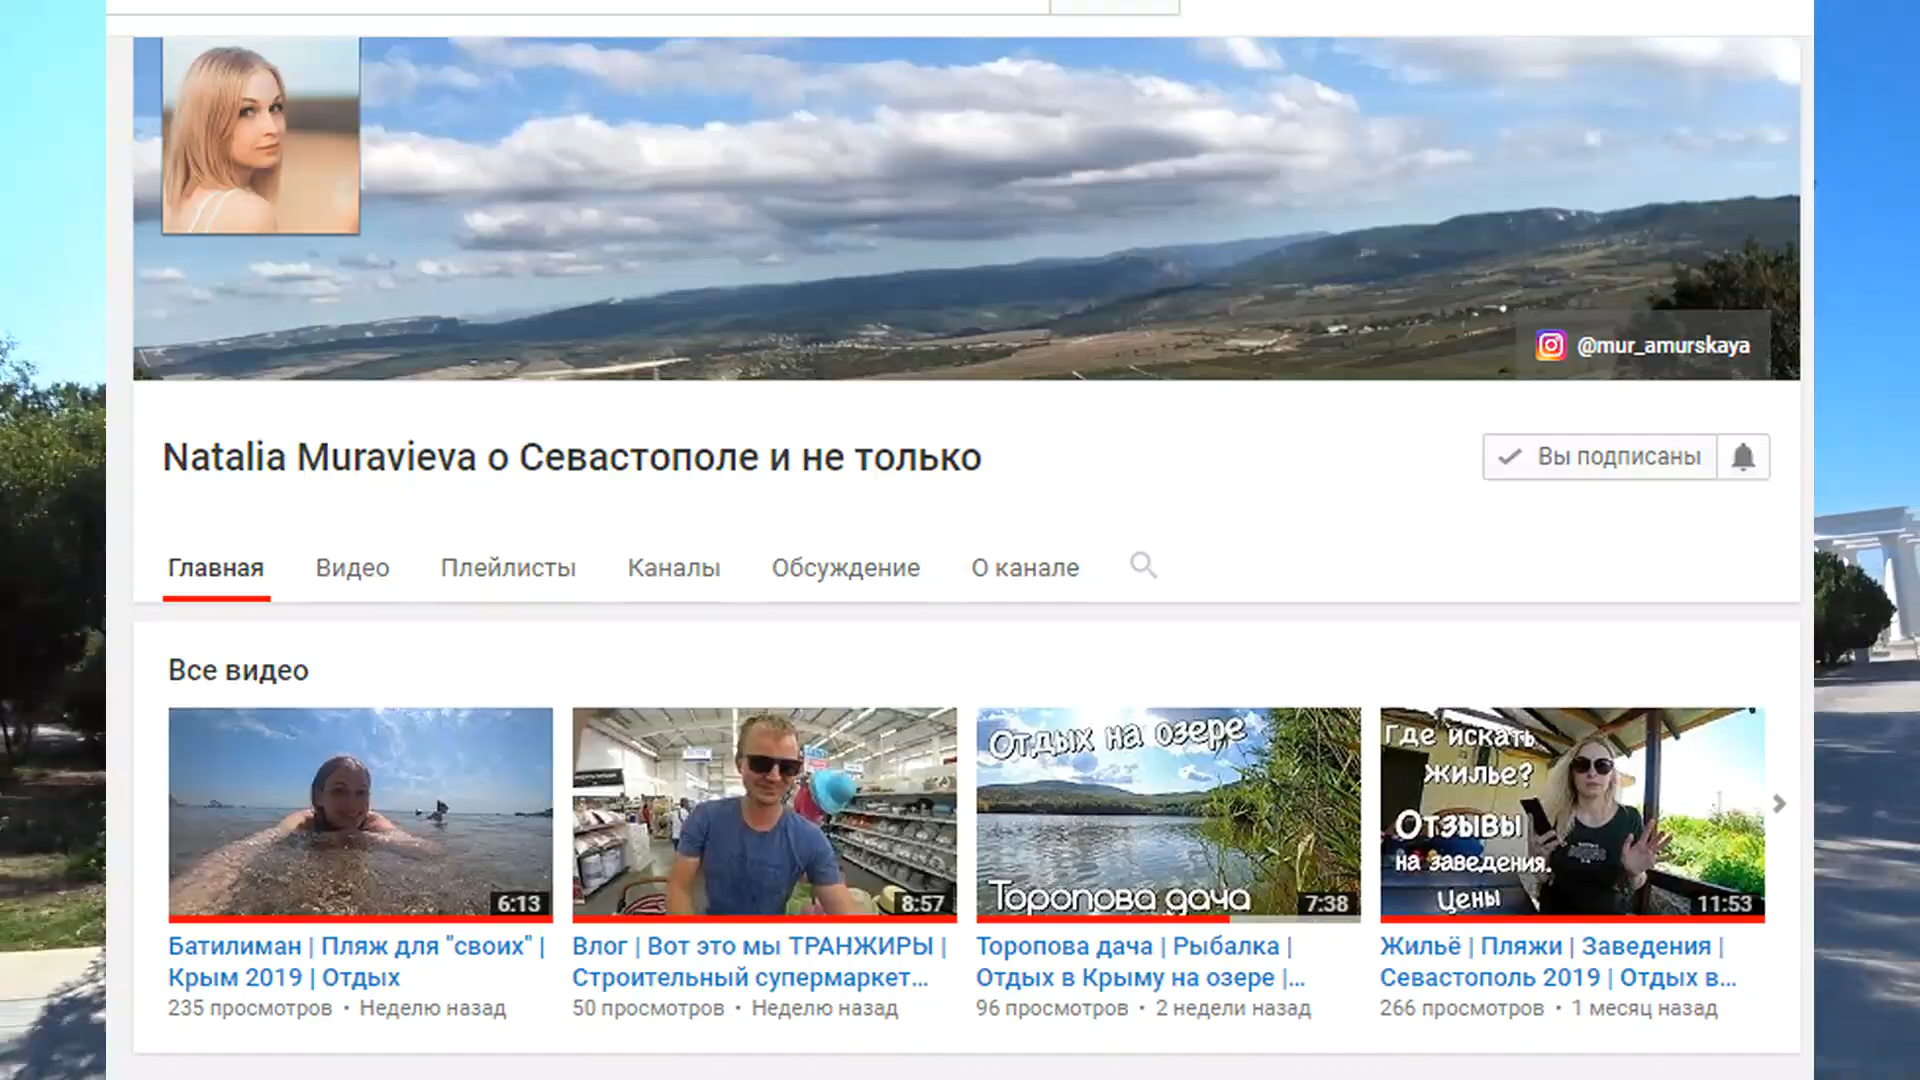 @mur_amurskaya
Natalia Muravieva о Севастополе и не только
Вы подписаны
Главная Видео Плейлисты Каналы Обсуждение О канале
Все видео
6:13
8:57
Отдых на озере
Торопова дача
7:38
Где искать
жилье?
Отзывы
на заведения.
Цены
11:53
Батилиман | Пляж для "своих" |
Крым 2019 | Отдых
235 просмотров • Неделю назад
Влог | Вот это мы ТРАНЖИРЫ |
Строительный супермаркет...
50 просмотров • Неделю назад
Торопова дача | Рыбалка |
Отдых в Крыму на озере |...
96 просмотров • 2 недели назад
Жильё | Пляжи | Заведения |
Севастополь 2019 | Отдых в...
266 просмотров • 1 месяц назад